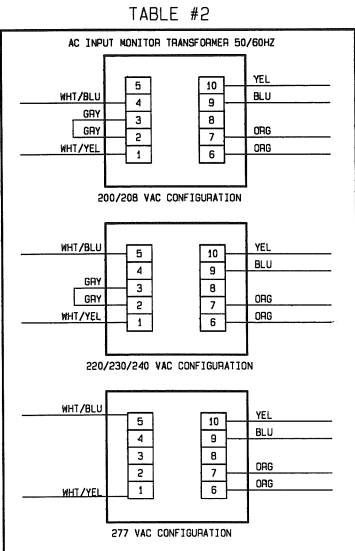 TABLE #2
AC INPUT MONITOR TRANSFORMER 50/60HZ
5 10 YEL
WHT/BLU 4 9 BLU
GRY 3 8
GRY 2 7 ORG
WHT/YEL 1 6 ORG
200/208 VAC CONFIGURATION
WHT/BLU 5 10 YEL
4 9 BLU
GRY 3 8
GRY 2 7 ORG
WHT/YEL 1 6 ORG
220/230/240 VAC CONFIGURATION
WHT/BLU 5 10 YEL
4 9 BLU
3 8
2 7 ORG
WHT/YEL 1 6 ORG
277 VAC CONFIGURATION